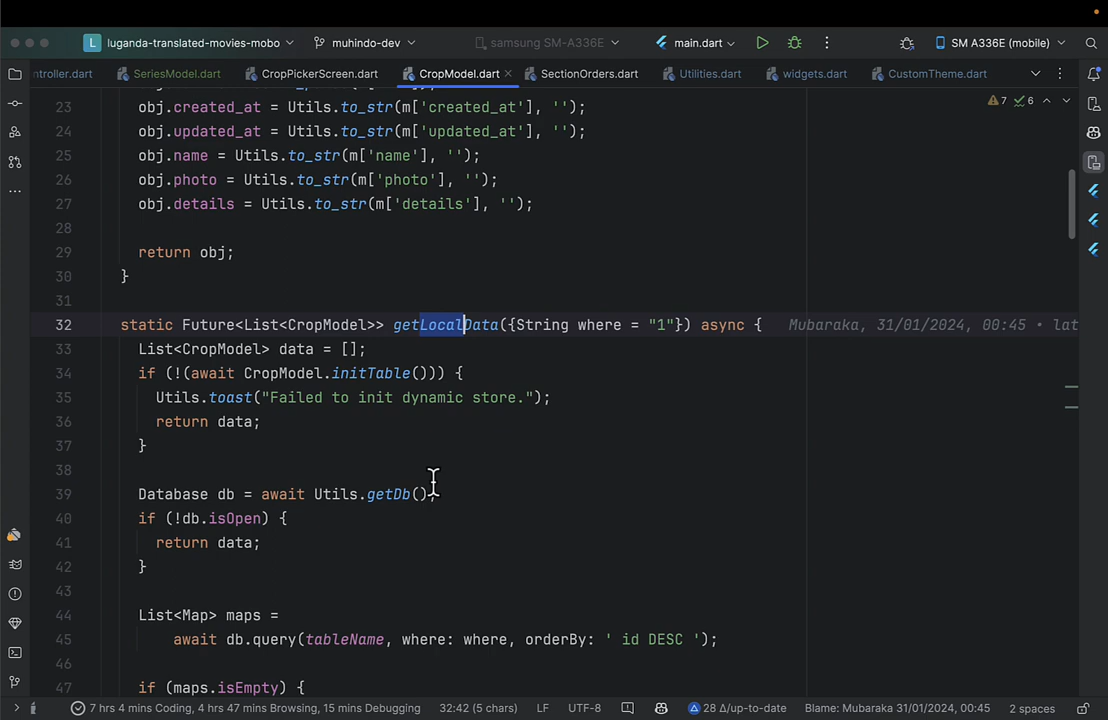 L luganda-translated-movies-mobo muhindo-dev samsung SM-A336E main.dart SM A336E (mobile)
ntroller.dart SeriesModel.dart CropPickerScreen.dart CropModel.dart SectionOrders.dart Utilities.dart widgets.dart CustomTheme.dart
7 6
23 obj.created_at = Utils.to_str(m['created_at'], '');
24 obj.updated_at = Utils.to_str(m['updated_at'], '');
25 obj.name = Utils.to_str(m['name'], '');
26 obj.photo = Utils.to_str(m['photo'], '');
27 obj.details = Utils.to_str(m['details'], '');
28
29 return obj;
30 }
31
32 static Future<List<CropModel>> getLocalData({String where = "1"}) async { Mubaraka, 31/01/2024, 00:45 • lat
33 List<CropModel> data = [];
34 if (!(await CropModel.initTable())) {
35 Utils.toast("Failed to init dynamic store.");
36 return data;
37 }
38
39 Database db = await Utils.getDb();
40 if (!db.isOpen) {
41 return data;
42 }
43
44 List<Map> maps =
45 await db.query(tableName, where: where, orderBy: ' id DESC ');
46
47 if (maps.isEmpty) {
7 hrs 4 mins Coding, 4 hrs 47 mins Browsing, 15 mins Debugging 32:42 (5 chars) LF UTF-8 28 Δ/up-to-date Blame: Mubaraka 31/01/2024, 00:45 2 spaces